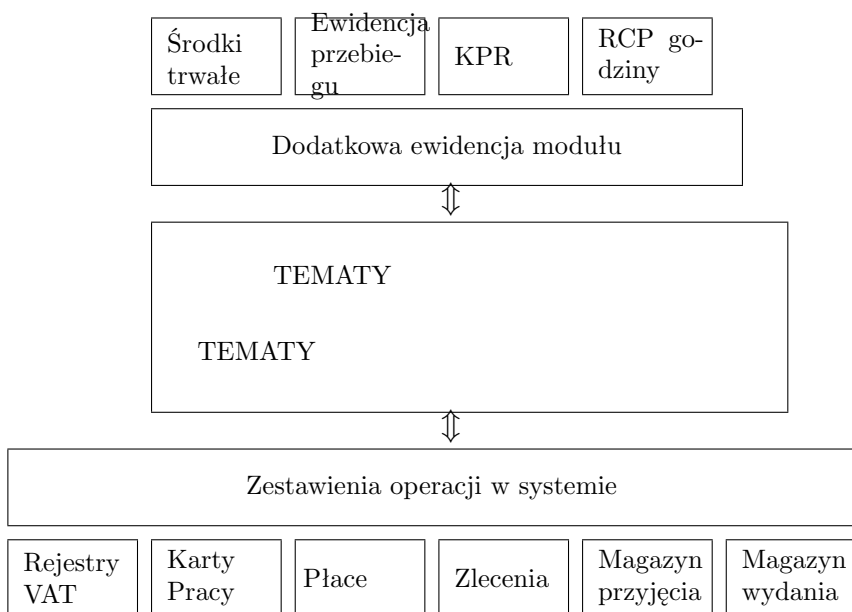 Środki
trwałe
Ewidencja
przebie-
gu
KPR
RCP go-
dziny
Dodatkowa ewidencja modułu
TEMATY
TEMATY
Zestawienia operacji w systemie
Rejestry
VAT
Karty
Pracy
Płace
Zlecenia
Magazyn
przyjęcia
Magazyn
wydania